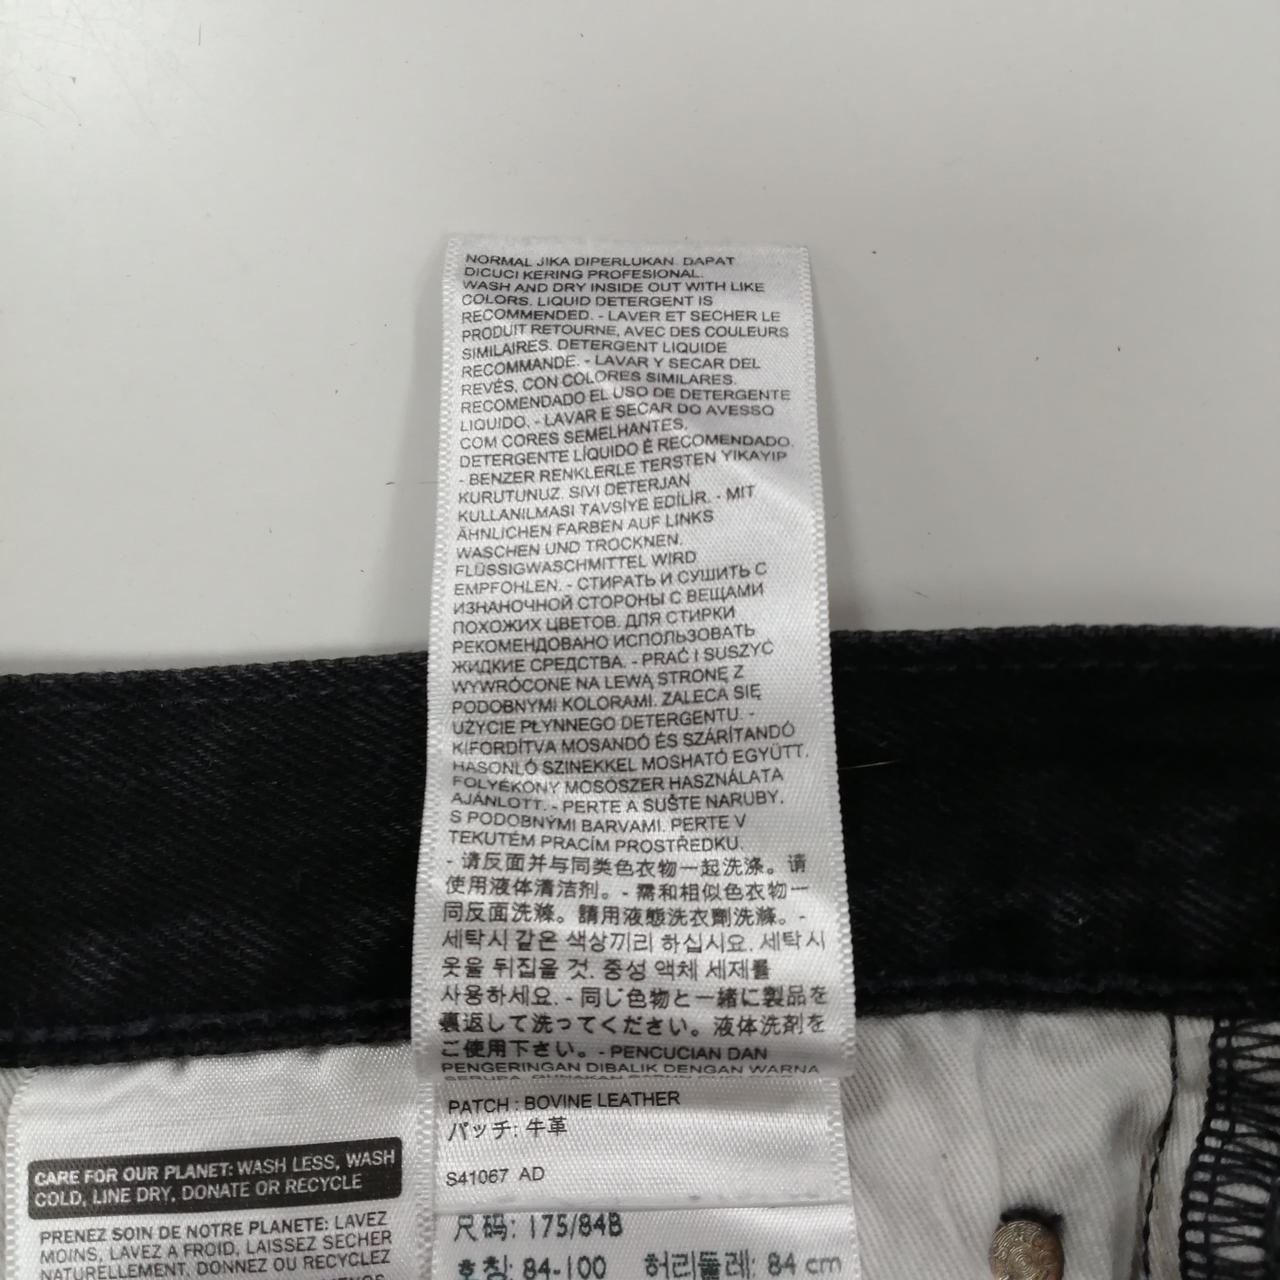 NORMAL JIKA DIPERLUKAN. DAPAT
DICUCI KERING PROFESIONAL.
WASH AND DRY INSIDE OUT WITH LIKE
COLORS. LIQUID DETERGENT IS
RECOMMENDED. - LAVER ET SECHER LE
PRODUIT RETOURNE, AVEC DES COULEURS
SIMILAIRES. DETERGENT LIQUIDE
RECOMMANDE. - LAVAR Y SECAR DEL
REVÉS, CON COLORES SIMILARES.
RECOMENDADO EL USO DE DETERGENTE
LIQUIDO. - LAVAR E SECAR DO AVESSO
COM CORES SEMELHANTES.
DETERGENTE LÍQUIDO É RECOMENDADO.
- BENZER RENKLERLE TERSTEN YIKAYIP
KURUTUNUZ. SIVI DETERJAN
KULLANILMASI TAVSİYE EDİLİR. - MIT
ÄHNLICHEN FARBEN AUF LINKS
WASCHEN UND TROCKNEN.
FLÜSSIGWASCHMITTEL WIRD
EMPFOHLEN. - СТИРАТЬ И СУШИТЬ С
ИЗНАНОЧНОЙ СТОРОНЫ С ВЕЩАМИ
ПОХОЖИХ ЦВЕТОВ. ДЛЯ СТИРКИ
РЕКОМЕНДОВАНО ИСПОЛЬЗОВАТЬ
ЖИДКИЕ СРЕДСТВА. - PRAĆ I SUSZYĆ
WYWRÓCONE NA LEWĄ STRONĘ Z
PODOBNYMI KOLORAMI. ZALECA SIĘ
UŻYCIE PŁYNNEGO DETERGENTU. -
KIFORDÍTVA MOSANDÓ ÉS SZÁRÍTANDÓ
HASONLÓ SZINEKKEL MOSHATÓ EGYÜTT.
FOLYÉKONY MOSÓSZER HASZNÁLATA
AJÁNLOTT. - PERTE A SUŠTE NARUBY,
S PODOBNÝMI BARVAMI. PERTE V
TEKUTÉM PRACÍM PROSTŘEDKU.
- 请反面并与同类色衣物一起洗涤。请
使用液体清洁剂。- 需和相似色衣物一
同反面洗滌。請用液態洗衣劑洗滌。-
세탁시 같은 색상끼리 하십시요. 세탁시
옷을 뒤집을 것. 중성 액체 세제를
사용하세요. - 同じ色物と一緒に製品を
裏返して洗ってください。液体洗剤を
ご使用下さい。- PENCUCIAN DAN
PENGERINGAN DIBALIK DENGAN WARNA
PATCH : BOVINE LEATHER
パッチ: 牛革
S41067 AD
尺码: 175/84B
호칭: 84-100 허리둘레: 84 cm
CARE FOR OUR PLANET: WASH LESS, WASH
COLD, LINE DRY, DONATE OR RECYCLE
PRENEZ SOIN DE NOTRE PLANETE: LAVEZ
MOINS, LAVEZ A FROID, LAISSEZ SECHER
NATURELLEMENT, DONNEZ OU RECYCLEZ